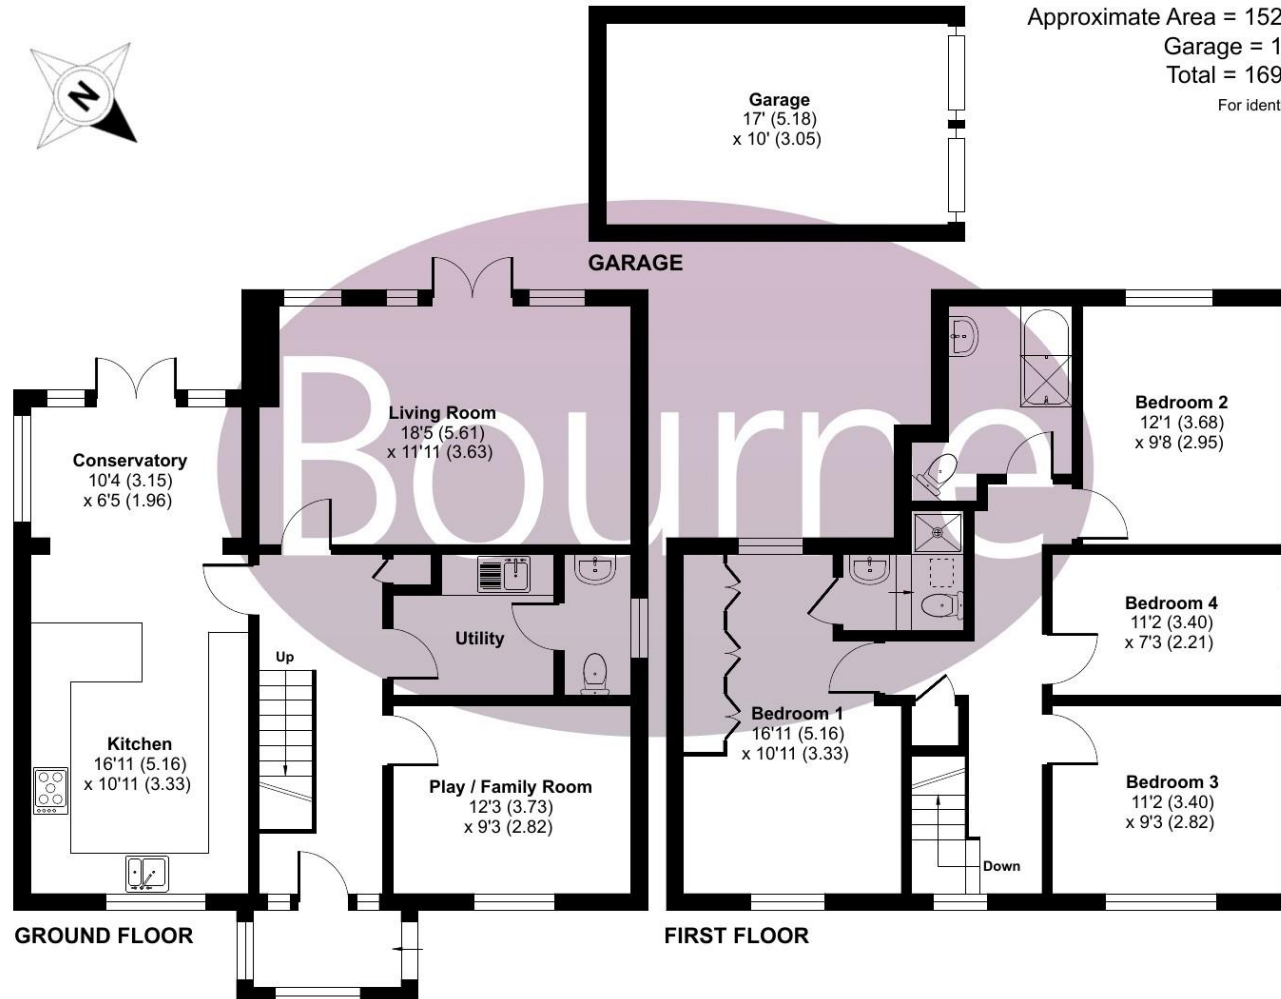 Approximate Area = 152
Garage = 1
Total = 169
For ident
N
Garage
17' (5.18)
x 10' (3.05)
GARAGE
Bourne
Living Room
18'5 (5.61)
x 11'11 (3.63)
Conservatory
10'4 (3.15)
x 6'5 (1.96)
Utility
Up
Kitchen
16'11 (5.16)
x 10'11 (3.33)
Play / Family Room
12'3 (3.73)
x 9'3 (2.82)
GROUND FLOOR
Bedroom 2
12'1 (3.68)
x 9'8 (2.95)
Bedroom 4
11'2 (3.40)
x 7'3 (2.21)
Bedroom 1
16'11 (5.16)
x 10'11 (3.33)
Bedroom 3
11'2 (3.40)
x 9'3 (2.82)
Down
FIRST FLOOR